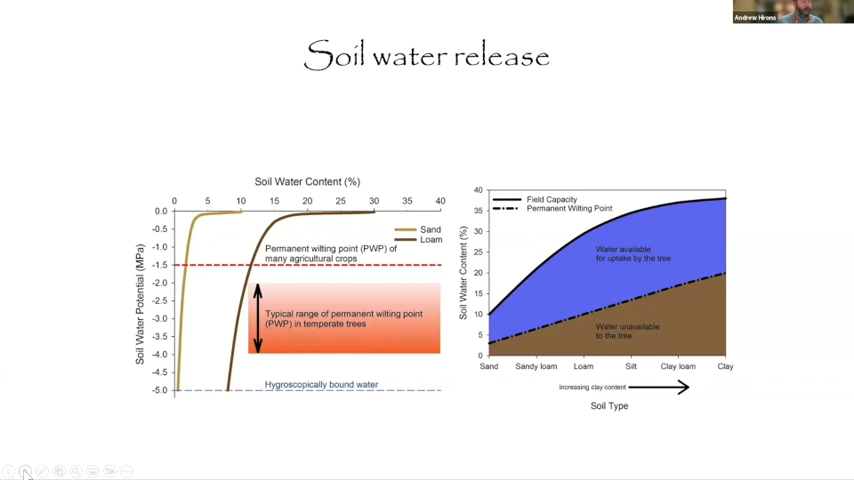 Andrew Hirons
Soil water release
Soil Water Content (%)
0 5 10 15 20 25 30 35 40
0.0
-0.5
-1.0
-1.5
-2.0
-2.5
-3.0
-3.5
-4.0
-4.5
-5.0
Soil Water Potential (MPa)
Sand
Loam
Permanent wilting point (PWP) of
many agricultural crops
Typical range of permanent wilting point
(PWP) in temperate trees
Hygroscopically bound water
40
35
30
25
20
15
10
5
0
Soil Water Content (%)
Field Capacity
Permanent Wilting Point
Water available
for uptake by the tree
Water unavailable
to the tree
Sand Sandy loam Loam Silt Clay loam Clay
Increasing clay content
Soil Type